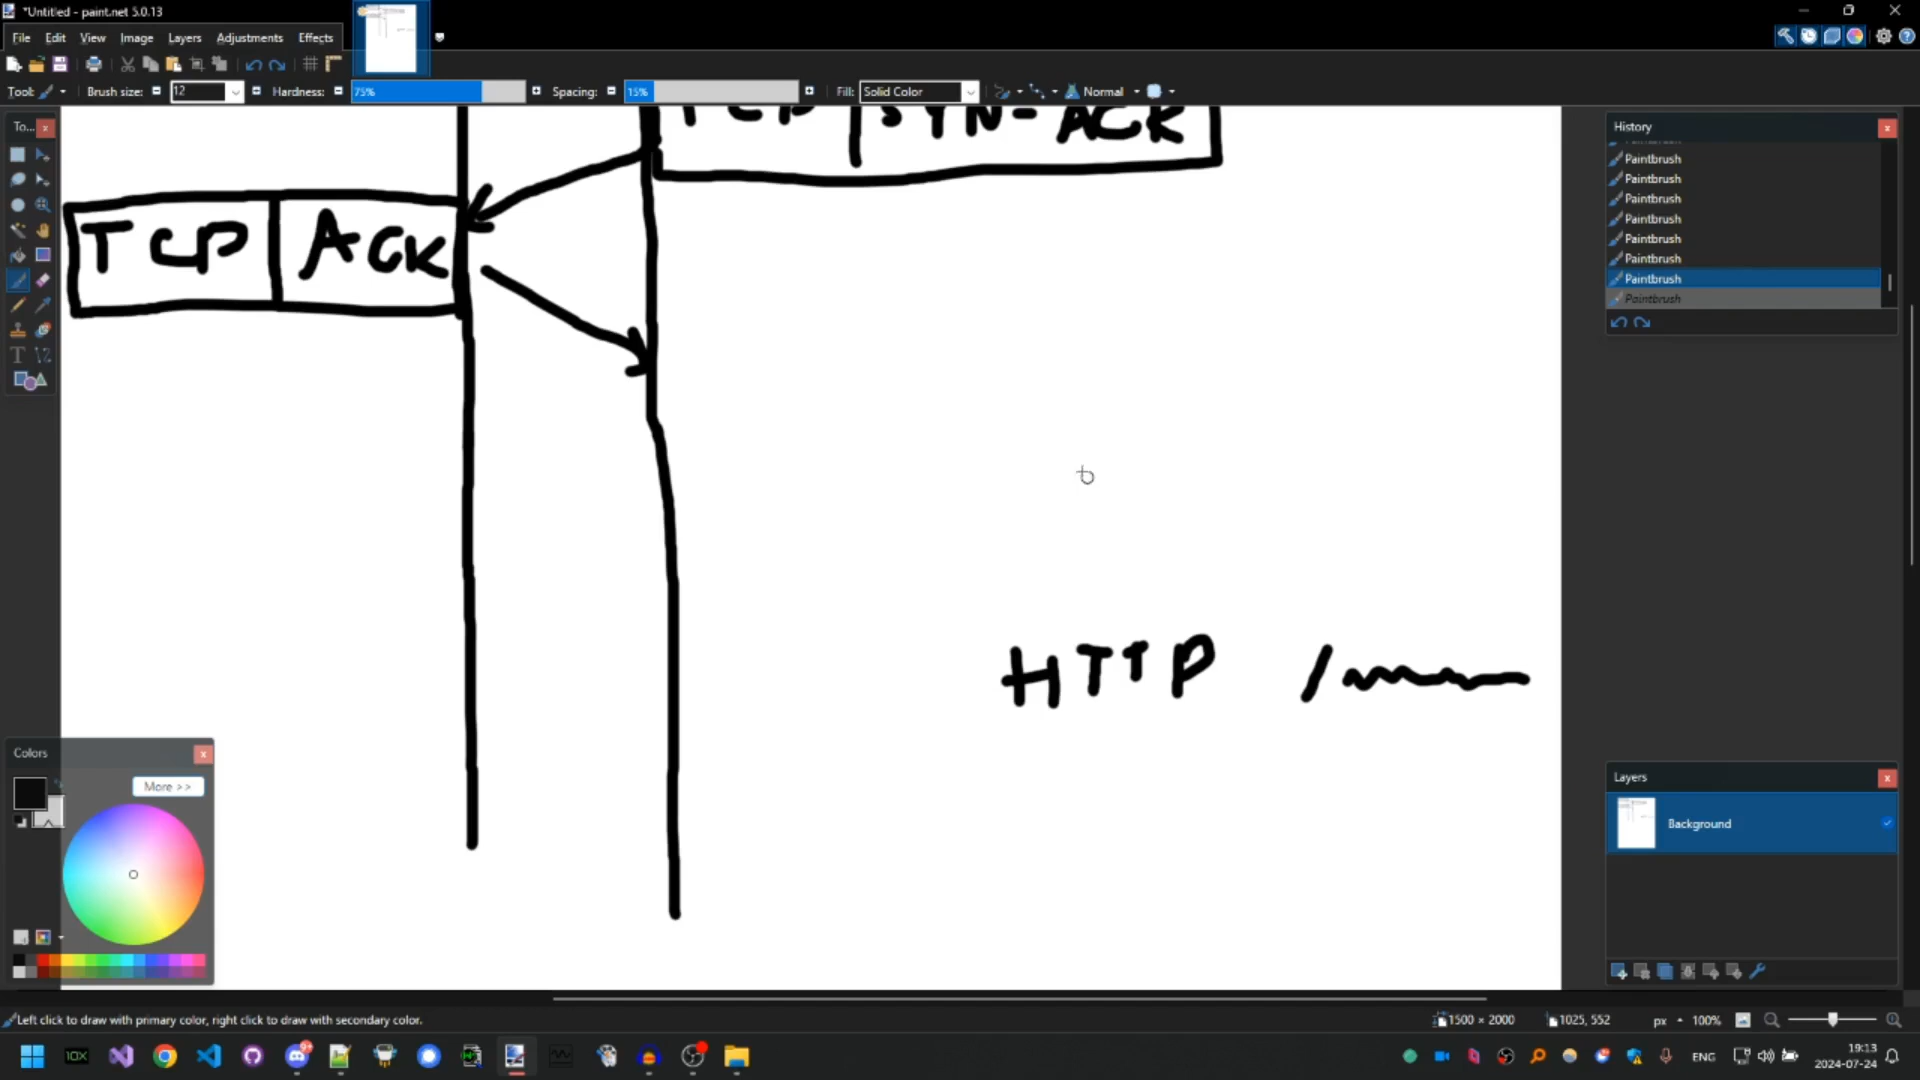 *Untitled - paint.net 5.0.13
File Edit View Image Layers Adjustments Effects
Tool: Brush size: 12 Hardness: 75% Spacing: 15% Fill: Solid Color Normal
TCP SYN-ACK
To...
History
Paintbrush
Paintbrush
Paintbrush
Paintbrush
Paintbrush
Paintbrush
Paintbrush
Paintbrush
TCP ACK
HTTP /
Colors
More >>
Layers
Background
Left click to draw with primary color, right click to draw with secondary color.
1500 × 2000 1025, 552 px 100%
10X
ENG
19:13
2024-07-24